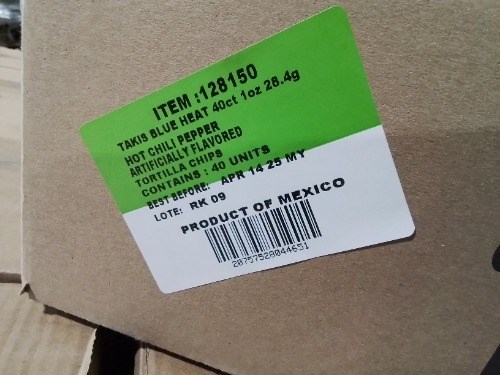 ITEM :128150
TAKIS BLUE HEAT 40ct 1oz 28.4g
HOT CHILI PEPPER
ARTIFICIALLY FLAVORED
TORTILLA CHIPS
CONTAINS : 40 UNITS
BEST BEFORE: APR 14 25 MY
LOTE: RK 09
PRODUCT OF MEXICO
20757528044651